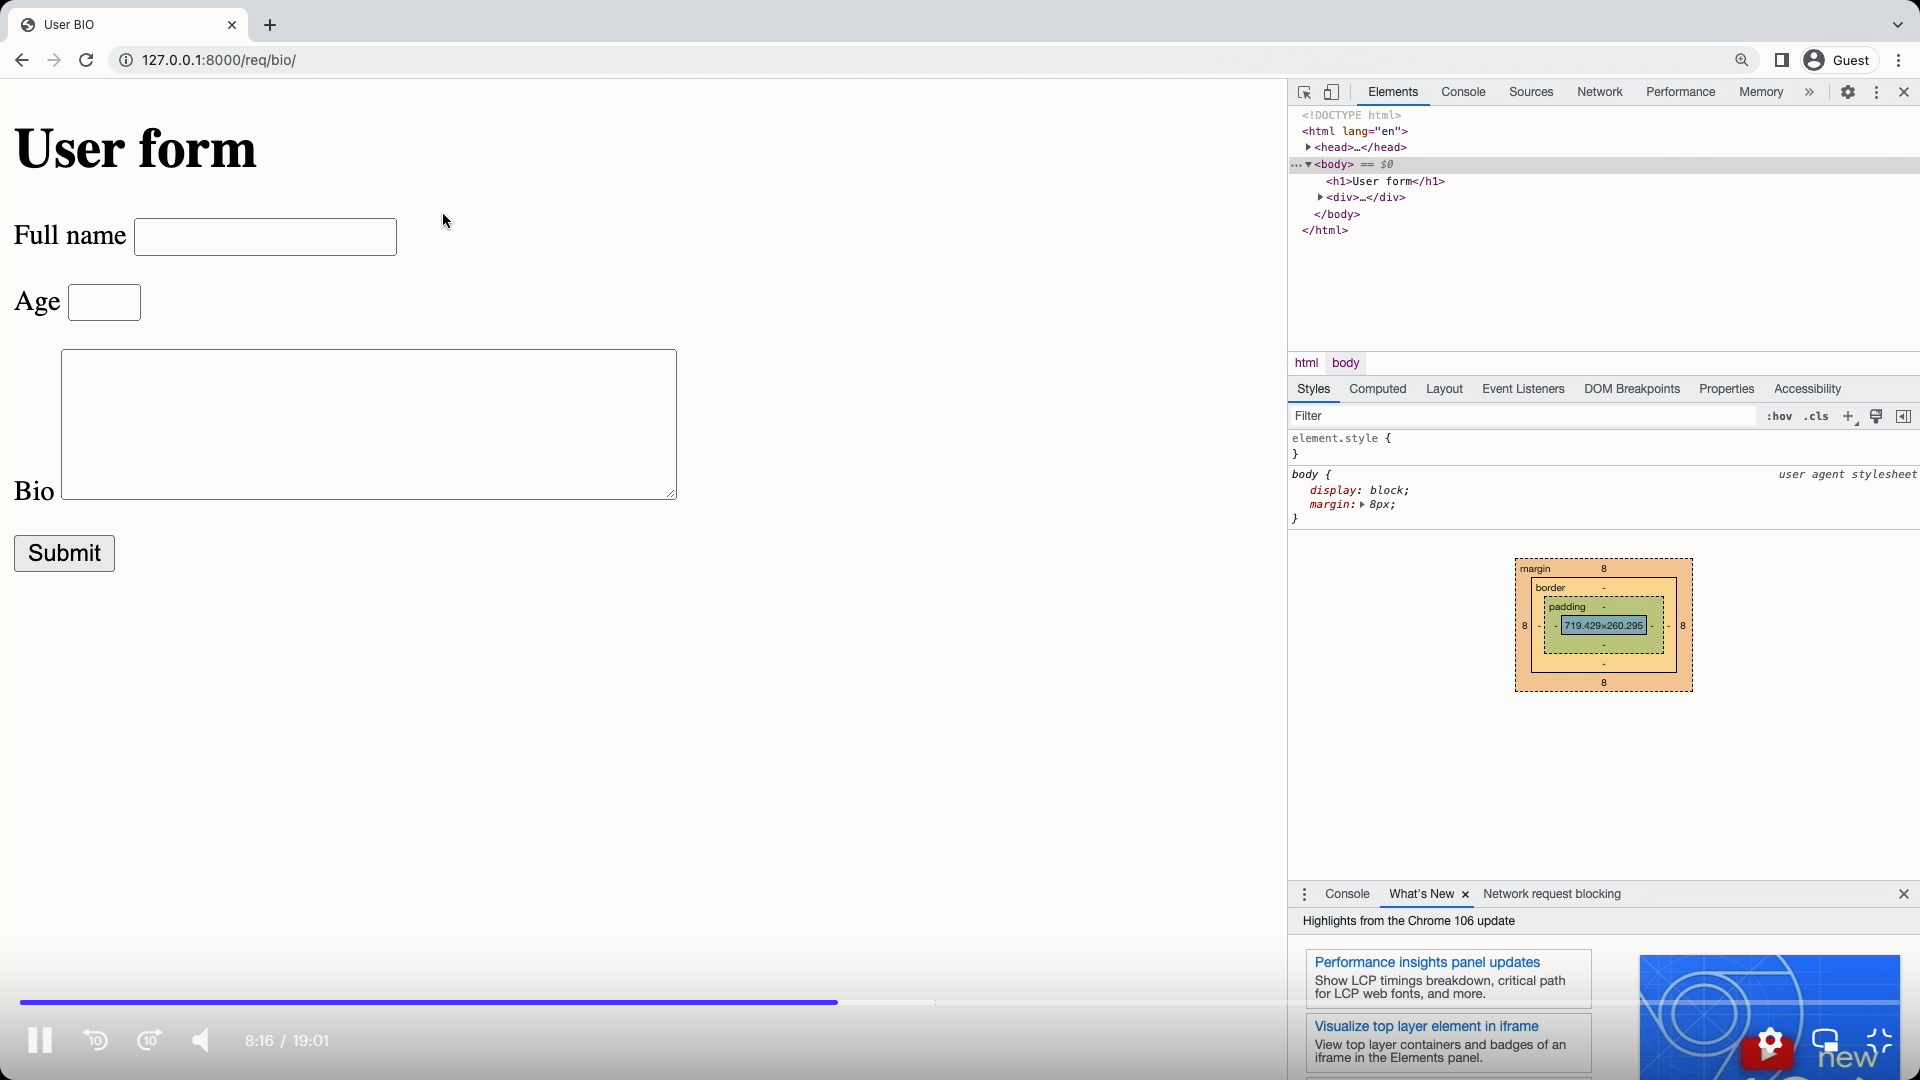 User BIO
127.0.0.1:8000/req/bio/
Guest
User form
Full name
Age
Bio
Submit
Elements Console Sources Network Performance Memory »
<!DOCTYPE html>
<html lang="en">
<head>…</head>
… <body> == $0
<h1>User form</h1>
<div>…</div>
</body>
</html>
html body
Styles Computed Layout Event Listeners DOM Breakpoints Properties Accessibility
Filter :hov .cls +
element.style {
}
body { user agent stylesheet
display: block;
margin: 8px;
}
margin 8
border -
padding -
8 - - 719.429×260.295 - - 8
-
-
8
Console What's New Network request blocking
Highlights from the Chrome 106 update
Performance insights panel updates
Show LCP timings breakdown, critical path
for LCP web fonts, and more.
Visualize top layer element in iframe
View top layer containers and badges of an
iframe in the Elements panel.
new
10 10 8:16 / 19:01